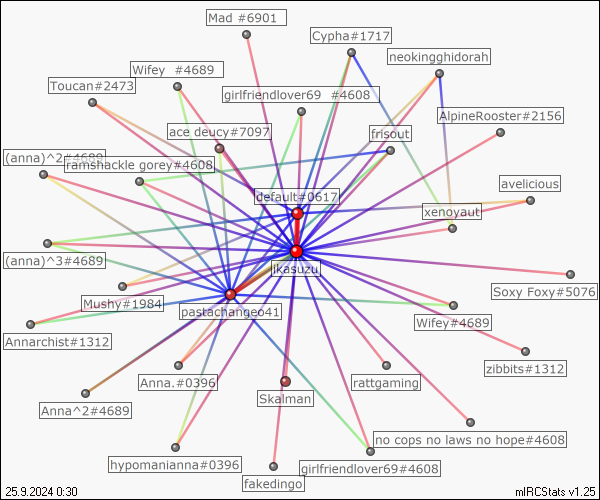 Mad #6901
Cypha#1717
neokingghidorah
Wifey  #4689
Toucan#2473
girlfriendlover69  #4608
AlpineRooster#2156
ace deucy#7097
frisout
(anna)^2#4689
ramshackle gorey#4608
avelicious
default#0617
xenoyaut
(anna)^3#4689
jkasuzu
Soxy Foxy#5076
Mushy#1984
pastachangeo41
Wifey#4689
Annarchist#1312
zibbits#1312
Anna.#0396
rattgaming
Skalman
Anna^2#4689
no cops no laws no hope#4608
hypomanianna#0396
girlfriendlover69#4608
fakedingo
25.9.2024 0:30
mIRCStats v1.25